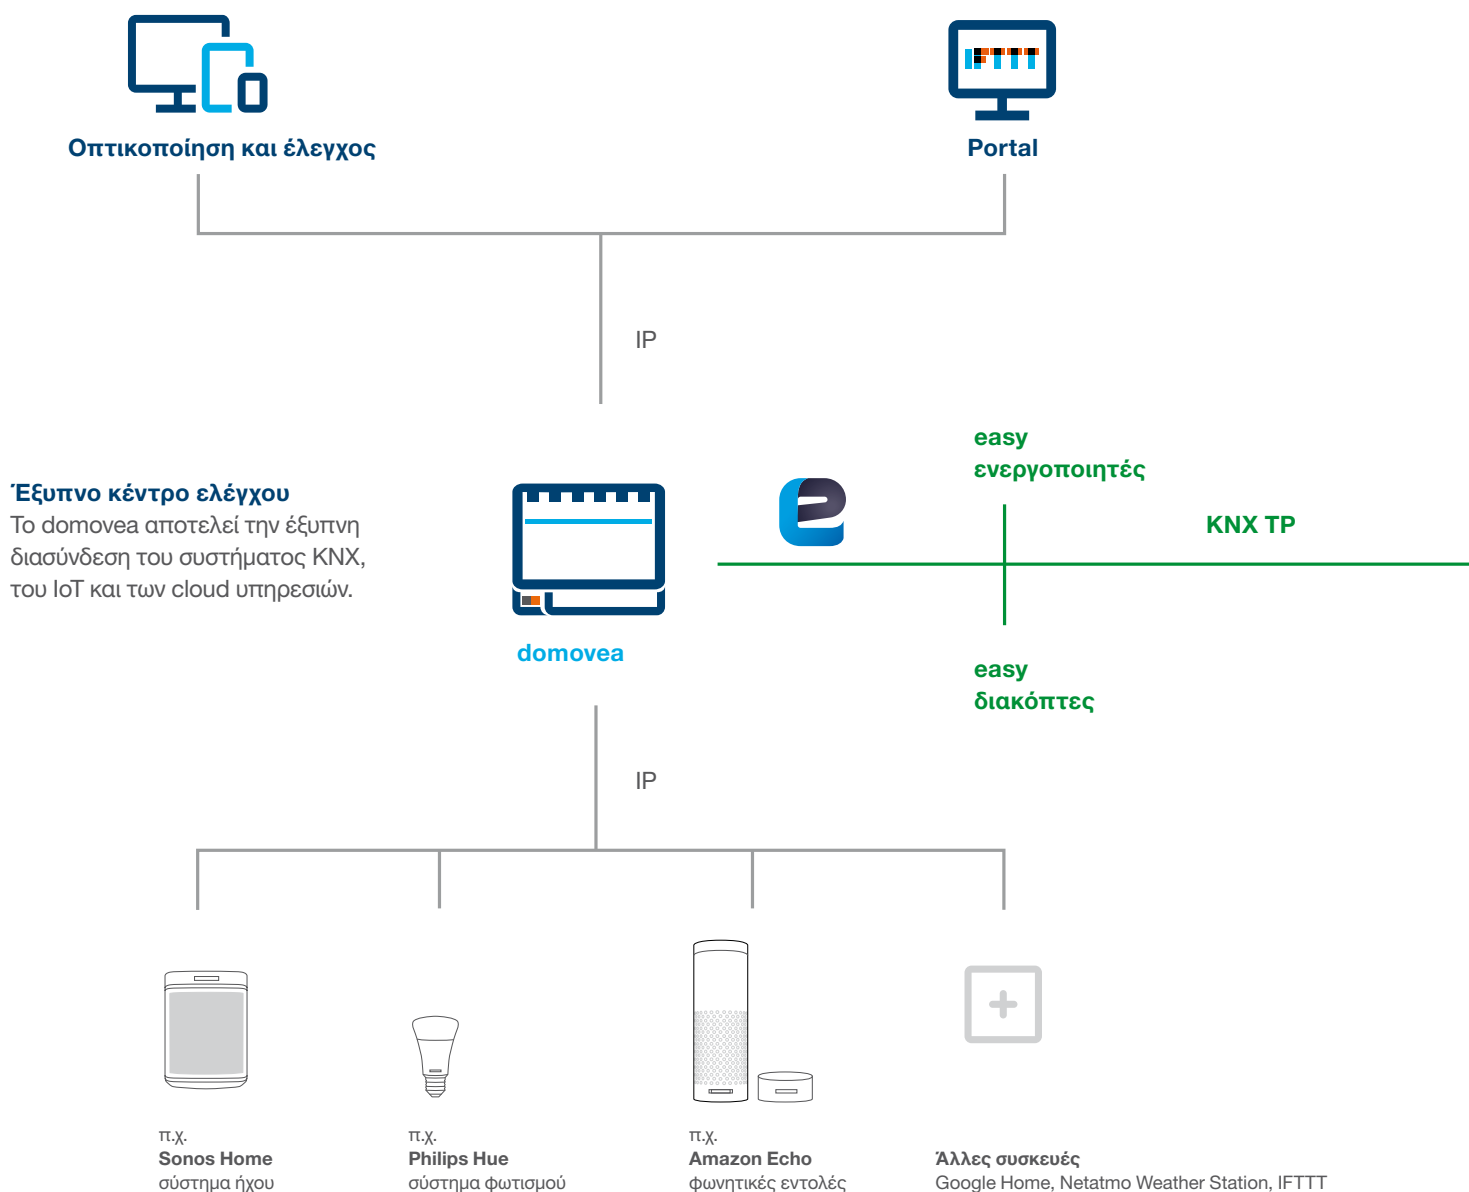 IFTTT
Οπτικοποίηση και έλεγχος
Portal
IP
easy
ενεργοποιητές
KNX TP
Έξυπνο κέντρο ελέγχου
Το domovea αποτελεί την έξυπνη
διασύνδεση του συστήματος KNX,
του IoT και των cloud υπηρεσιών.
domovea
easy
διακόπτες
IP
π.χ.
Sonos Home
σύστημα ήχου
π.χ.
Philips Hue
σύστημα φωτισμού
π.χ.
Amazon Echo
φωνητικές εντολές
Άλλες συσκευές
Google Home, Netatmo Weather Station, IFTTT